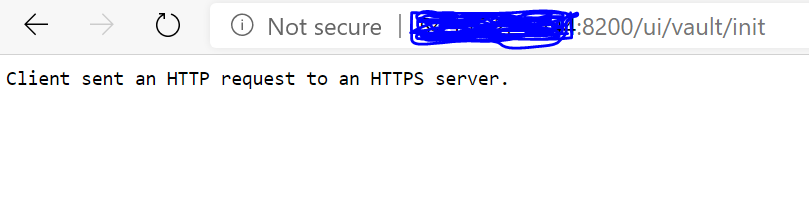 Not secure | :8200/ui/vault/init
Client sent an HTTP request to an HTTPS server.